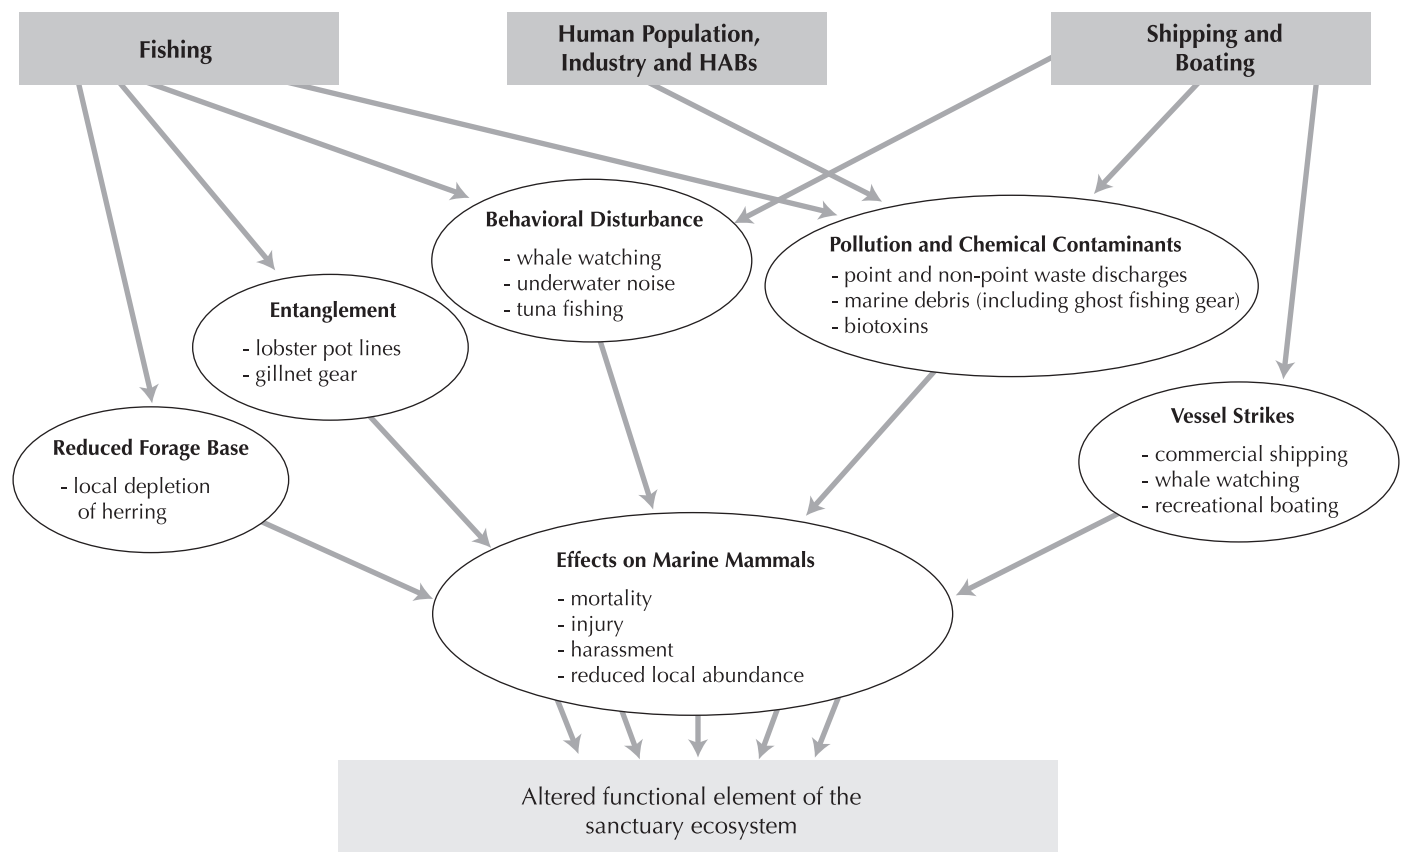 Fishing
Human Population,
Industry and HABs
Shipping and
Boating
Behavioral Disturbance
- whale watching
- underwater noise
- tuna fishing
Pollution and Chemical Contaminants
- point and non-point waste discharges
- marine debris (including ghost fishing gear)
- biotoxins
Entanglement
- lobster pot lines
- gillnet gear
Reduced Forage Base
- local depletion
of herring
Vessel Strikes
- commercial shipping
- whale watching
- recreational boating
Effects on Marine Mammals
- mortality
- injury
- harassment
- reduced local abundance
Altered functional element of the
sanctuary ecosystem